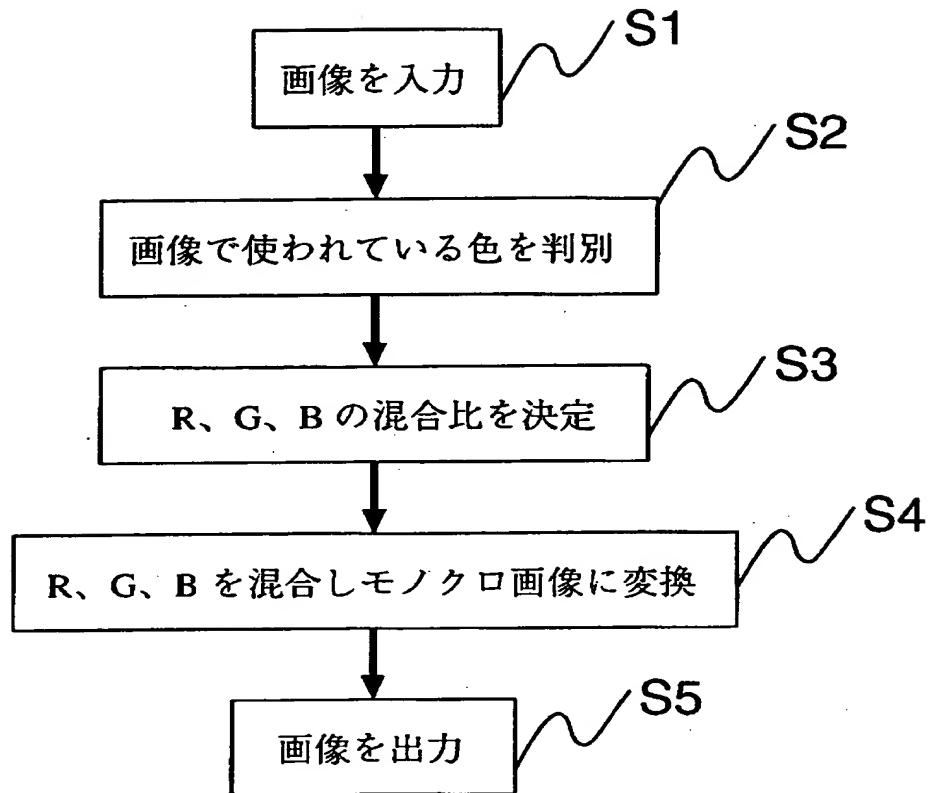 S1
画像を入力
S2
画像で使われている色を判別
S3
R、G、Bの混合比を決定
S4
R、G、Bを混合しモノクロ画像に変換
S5
画像を出力